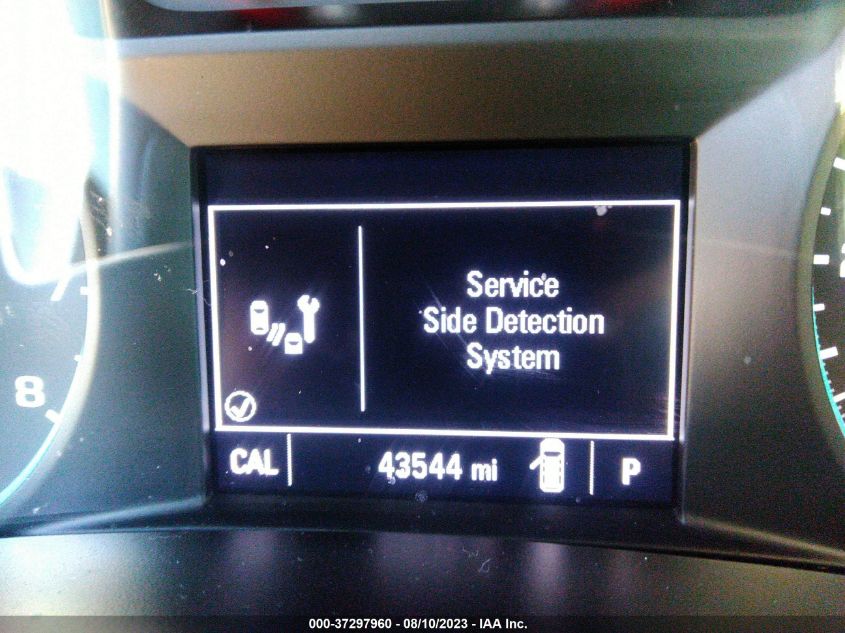 Service
Side Detection
System
8
CAL
43544 mi
P
000-37297960 - 08/10/2023 - IAA Inc.